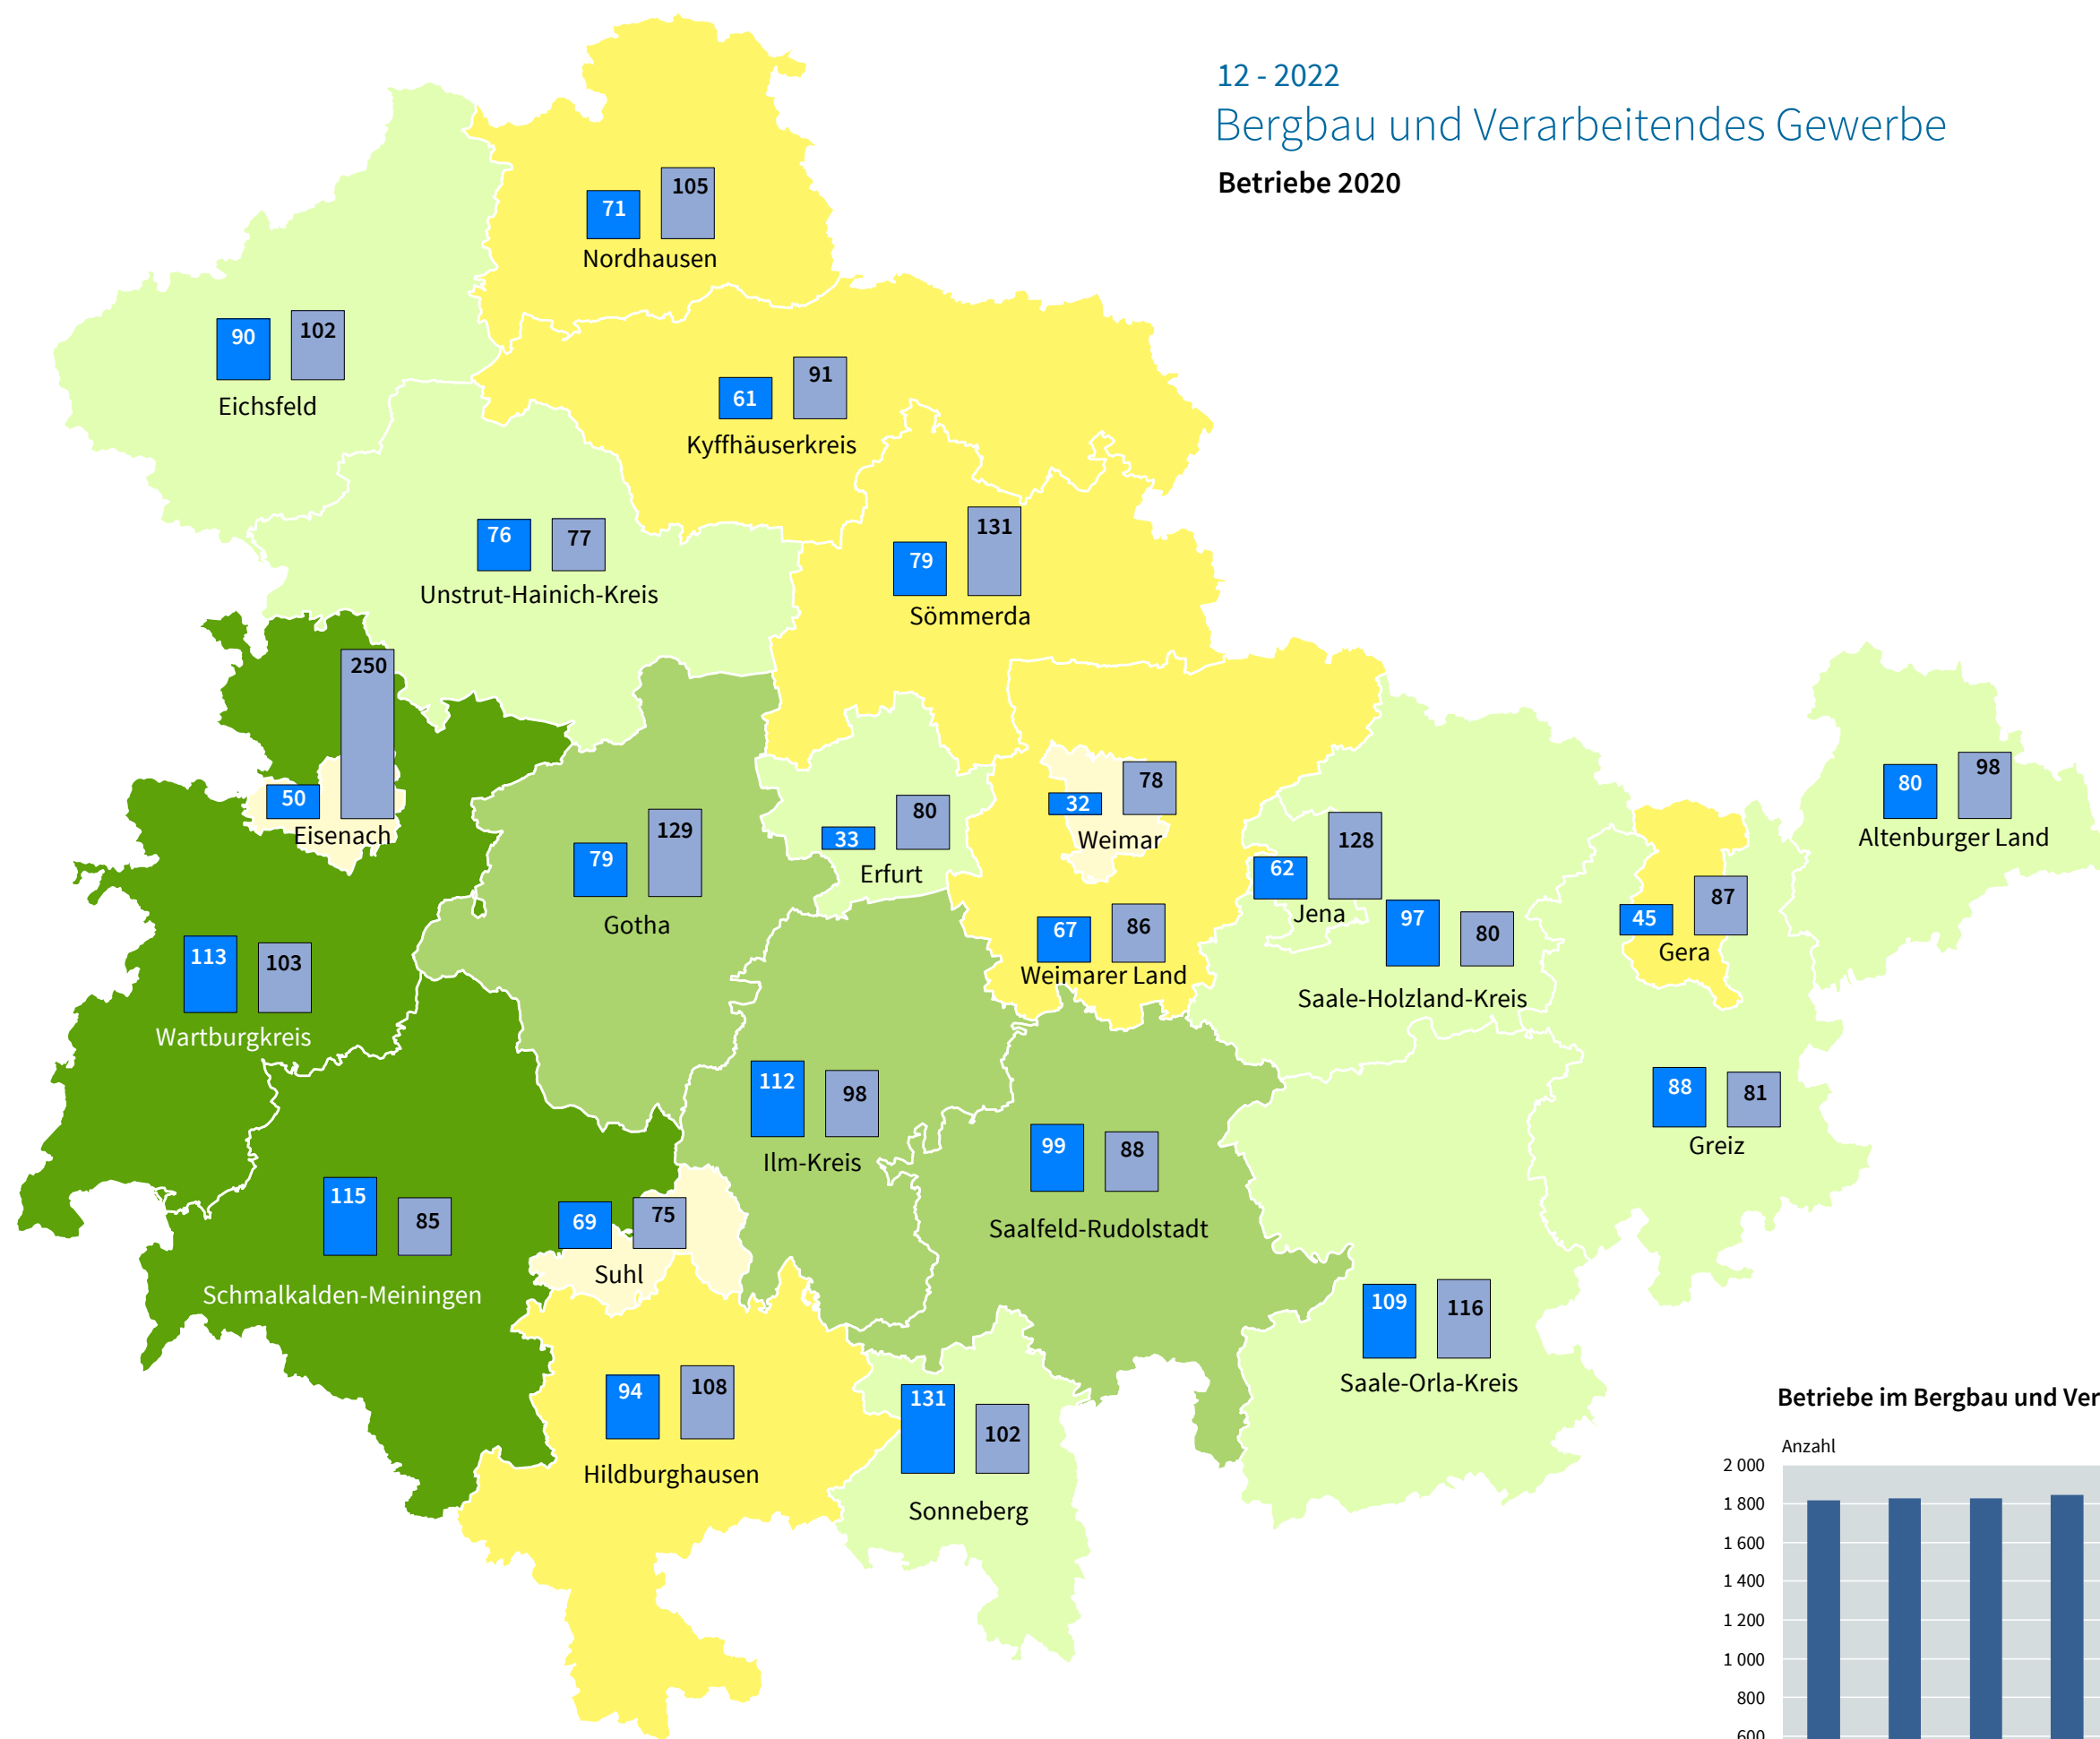 12 - 2022
Bergbau und Verarbeitendes Gewerbe
Betriebe 2020
71
105
Nordhausen
90
102
Eichsfeld
61
91
Kyffhäuserkreis
76
77
Unstrut-Hainich-Kreis
79
131
Sömmerda
250
50
Eisenach
79
129
Gotha
33
80
Erfurt
32
78
Weimar
67
86
Weimarer Land
62
128
Jena
97
80
Saale-Holzland-Kreis
45
87
Gera
80
98
Altenburger Land
113
103
Wartburgkreis
112
98
Ilm-Kreis
99
88
Saalfeld-Rudolstadt
88
81
Greiz
115
85
Schmalkalden-Meiningen
69
75
Suhl
109
116
Saale-Orla-Kreis
94
108
Hildburghausen
131
102
Sonneberg
Betriebe im Bergbau und Ver
Anzahl
2 000
1 800
1 600
1 400
1 200
1 000
800
600